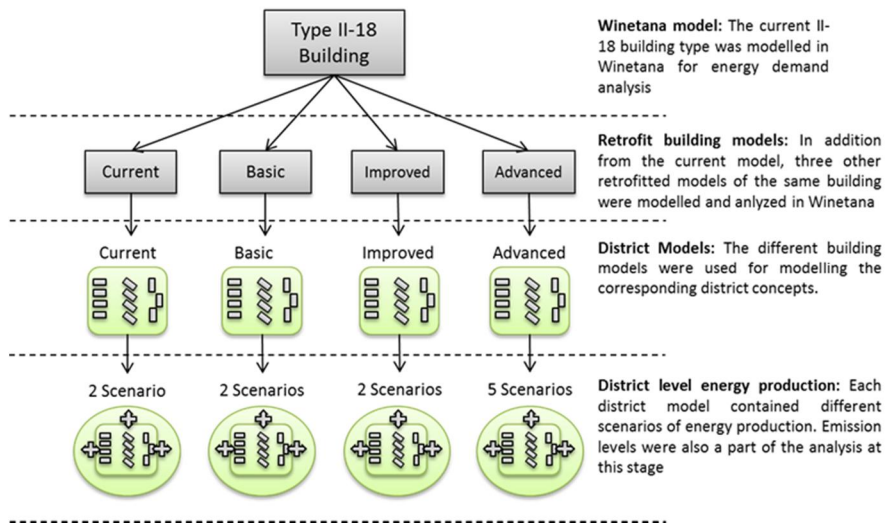 Type II-18
Building
Winetana model: The current II-
18 building type was modelled in
Winetana for energy demand
analysis
Current
Basic
Improved
Advanced
Retrofit building models: In addition
from the current model, three other
retrofitted models of the same building
were modelled and anlyzed in Winetana
Current
Basic
Improved
Advanced
District Models: The different building
models were used for modelling the
corresponding district concepts.
2 Scenario
2 Scenarios
2 Scenarios
5 Scenarios
District level energy production: Each
district model contained different
scenarios of energy production. Emission
levels were also a part of the analysis at
this stage